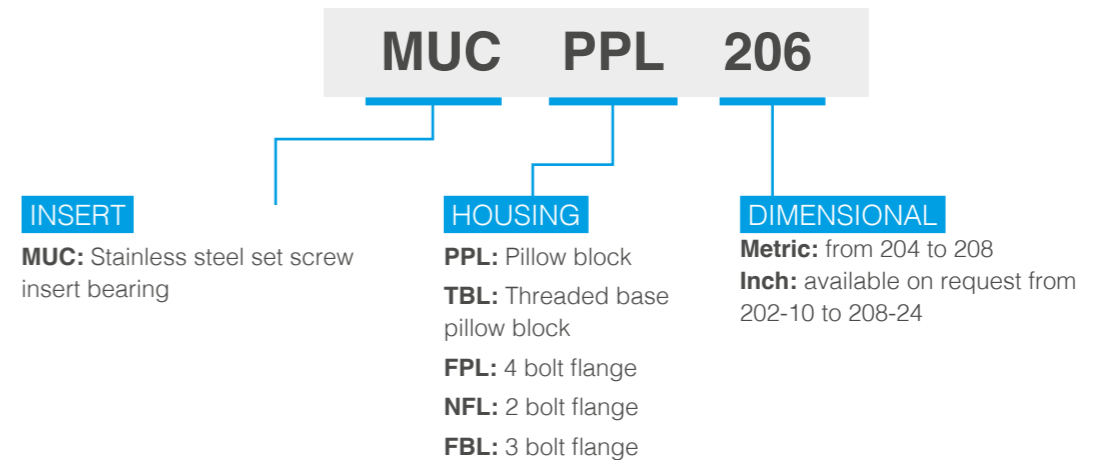 MUC PPL 206
INSERT
MUC: Stainless steel set screw
insert bearing
HOUSING
PPL: Pillow block
TBL: Threaded base
pillow block
FPL: 4 bolt flange
NFL: 2 bolt flange
FBL: 3 bolt flange
DIMENSIONAL
Metric: from 204 to 208
Inch: available on request from
202-10 to 208-24